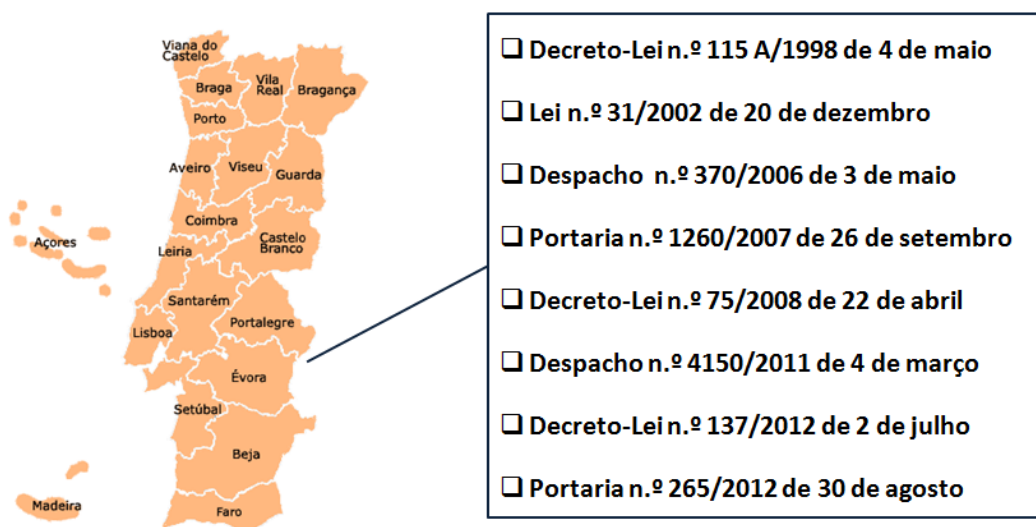 Viana do
Castelo
Braga
Vila
Real
Bragança
Porto
Aveiro
Viseu
Guarda
Coimbra
Castelo
Branco
Leiria
Açores
Santarém
Portalegre
Lisboa
Évora
Setúbal
Beja
Madeira
Faro
❑ Decreto-Lei n.º 115 A/1998 de 4 de maio
❑ Lei n.º 31/2002 de 20 de dezembro
❑ Despacho n.º 370/2006 de 3 de maio
❑ Portaria n.º 1260/2007 de 26 de setembro
❑ Decreto-Lei n.º 75/2008 de 22 de abril
❑ Despacho n.º 4150/2011 de 4 de março
❑ Decreto-Lei n.º 137/2012 de 2 de julho
❑ Portaria n.º 265/2012 de 30 de agosto